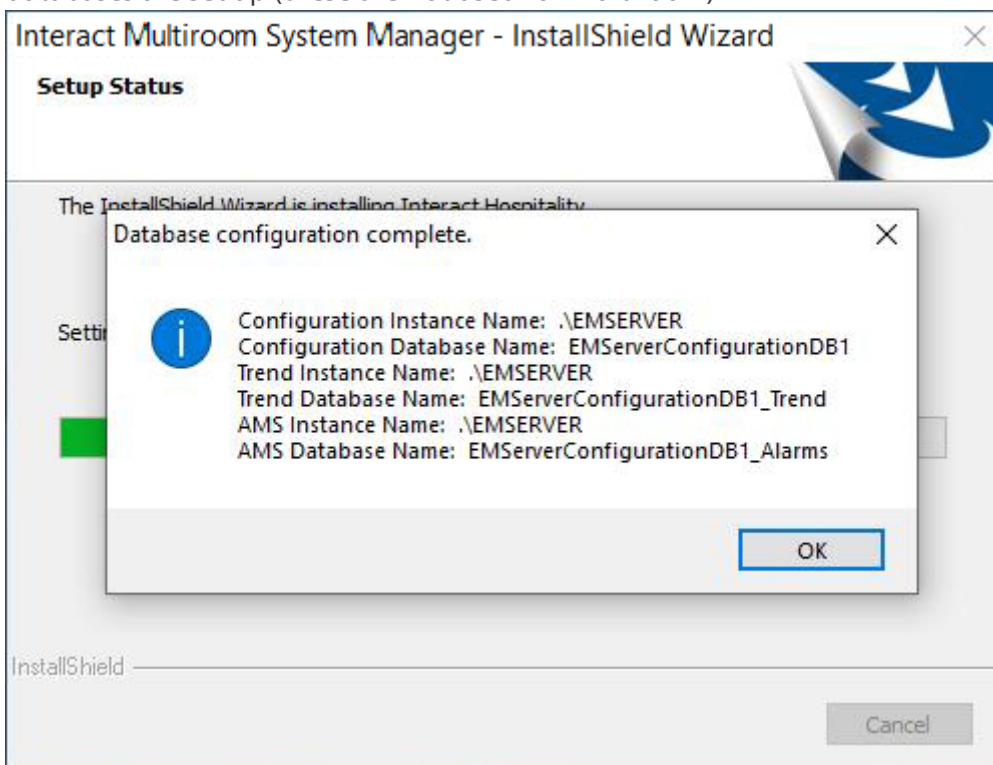 Interact Multiroom System Manager - InstallShield Wizard
Setup Status
The InstallShield Wizard is installing Interact Hospitality
Database configuration complete.
Configuration Instance Name: .\EMSERVER
Configuration Database Name: EMServerConfigurationDB1
Trend Instance Name: .\EMSERVER
Trend Database Name: EMServerConfigurationDB1_Trend
AMS Instance Name: .\EMSERVER
AMS Database Name: EMServerConfigurationDB1_Alarms
OK
InstallShield
Cancel